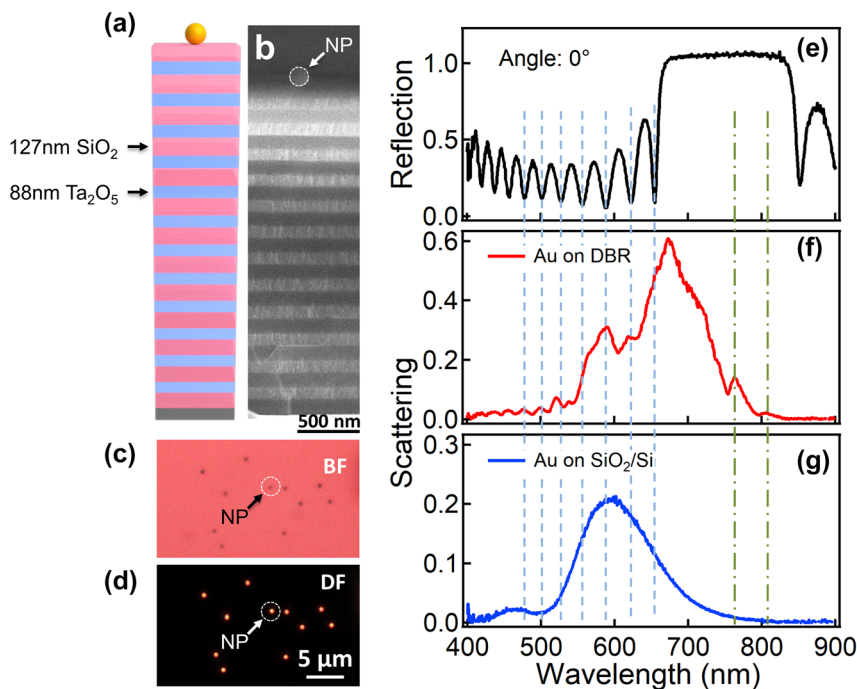 (a)
b
NP
127nm SiO₂
88nm Ta₂O₅
500 nm
(c)
BF
NP
(d)
DF
NP
5 μm
Angle: 0°
(e)
Reflection
1.0
0.5
0.0
Au on DBR
(f)
0.6
0.4
0.2
0.0
Scattering
Au on SiO₂/Si
(g)
0.3
0.2
0.1
0.0
400 500 600 700 800 900
Wavelength (nm)